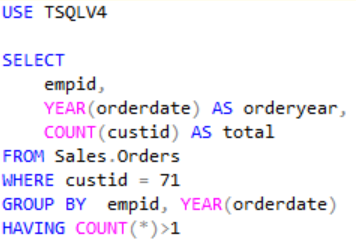 USE TSQLV4
SELECT
empid,
YEAR(orderdate) AS orderyear,
COUNT(custid) AS total
FROM Sales.Orders
WHERE custid = 71
GROUP BY  empid, YEAR(orderdate)
HAVING COUNT(*)>1